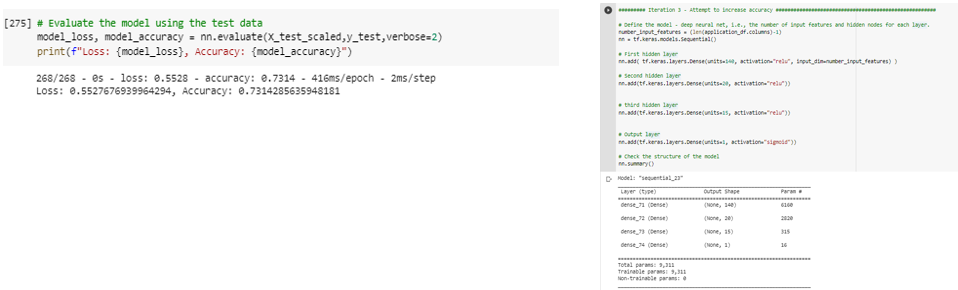 [275] # Evaluate the model using the test data
model_loss, model_accuracy = nn.evaluate(X_test_scaled,y_test,verbose=2)
print(f"Loss: {model_loss}, Accuracy: {model_accuracy}")
268/268 - 0s - loss: 0.5528 - accuracy: 0.7314 - 416ms/epoch - 2ms/step
Loss: 0.5527676939964294, Accuracy: 0.7314285635948181
######### Iteration 3 - Attempt to increase accuracy ##############################################
# Define the model - deep neural net, i.e., the number of input features and hidden nodes for each layer.
number_input_features = (len(application_df.columns)-1)
nn = tf.keras.models.Sequential()
# First hidden layer
nn.add( tf.keras.layers.Dense(units=140, activation="relu", input_dim=number_input_features) )
# Second hidden layer
nn.add(tf.keras.layers.Dense(units=20, activation="relu"))
# third hidden layer
nn.add(tf.keras.layers.Dense(units=15, activation="relu"))
# Output layer
nn.add(tf.keras.layers.Dense(units=1, activation="sigmoid"))
# Check the structure of the model
nn.summary()
Model: "sequential_23"
Layer (type) Output Shape Param #
dense_71 (Dense) (None, 140) 6160
dense_72 (Dense) (None, 20) 2820
dense_73 (Dense) (None, 15) 315
dense_74 (Dense) (None, 1) 16
Total params: 9,311
Trainable params: 9,311
Non-trainable params: 0